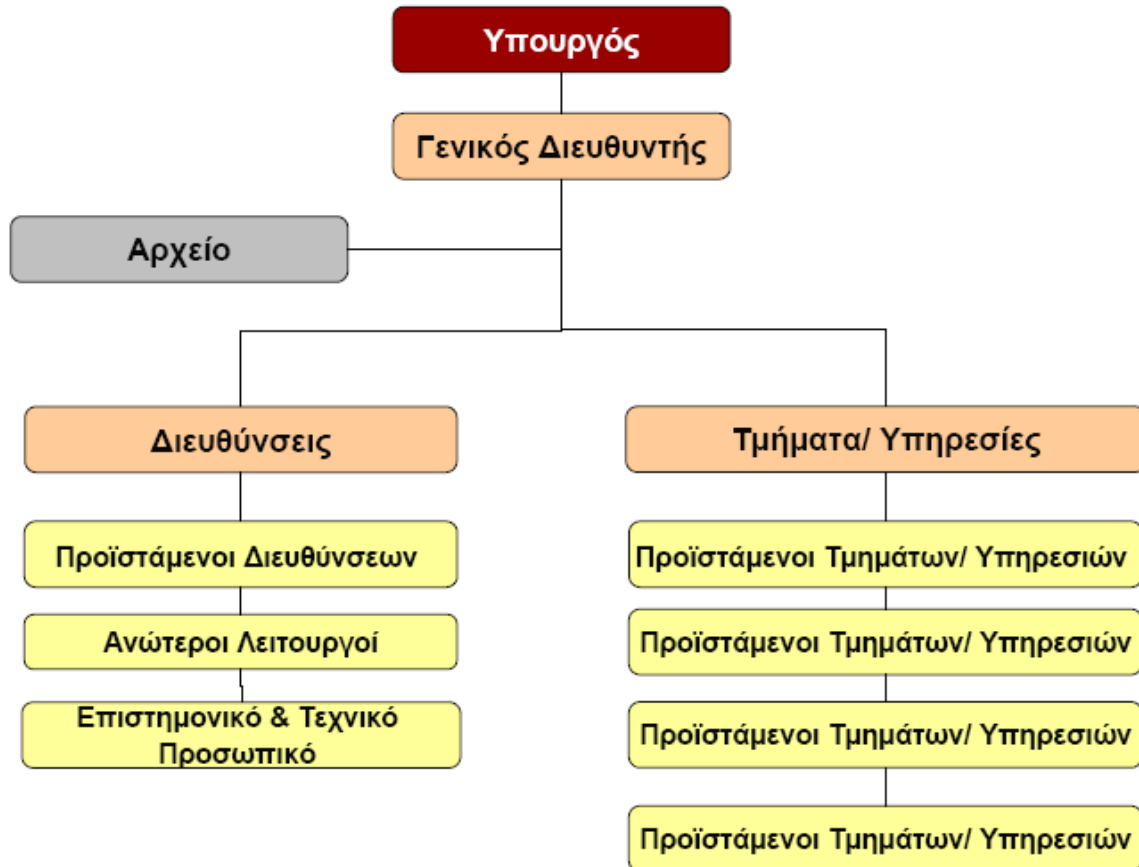 Υπουργός
Γενικός Διευθυντής
Αρχείο
Διευθύνσεις
Τμήματα/ Υπηρεσίες
Προϊστάμενοι Διευθύνσεων
Προϊστάμενοι Τμημάτων/ Υπηρεσιών
Ανώτεροι Λειτουργοί
Προϊστάμενοι Τμημάτων/ Υπηρεσιών
Επιστημονικό & Τεχνικό
Προσωπικό
Προϊστάμενοι Τμημάτων/ Υπηρεσιών
Προϊστάμενοι Τμημάτων/ Υπηρεσιών